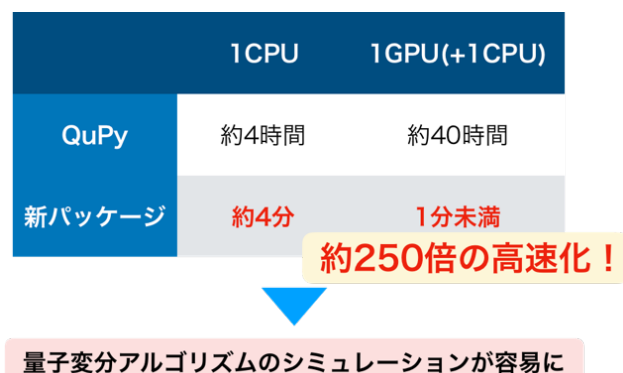 1CPU 1GPU(+1CPU)
QuPy 約4時間 約40時間
新パッケージ 約4分 1分未満
約250倍の高速化！
量子変分アルゴリズムのシミュレーションが容易に